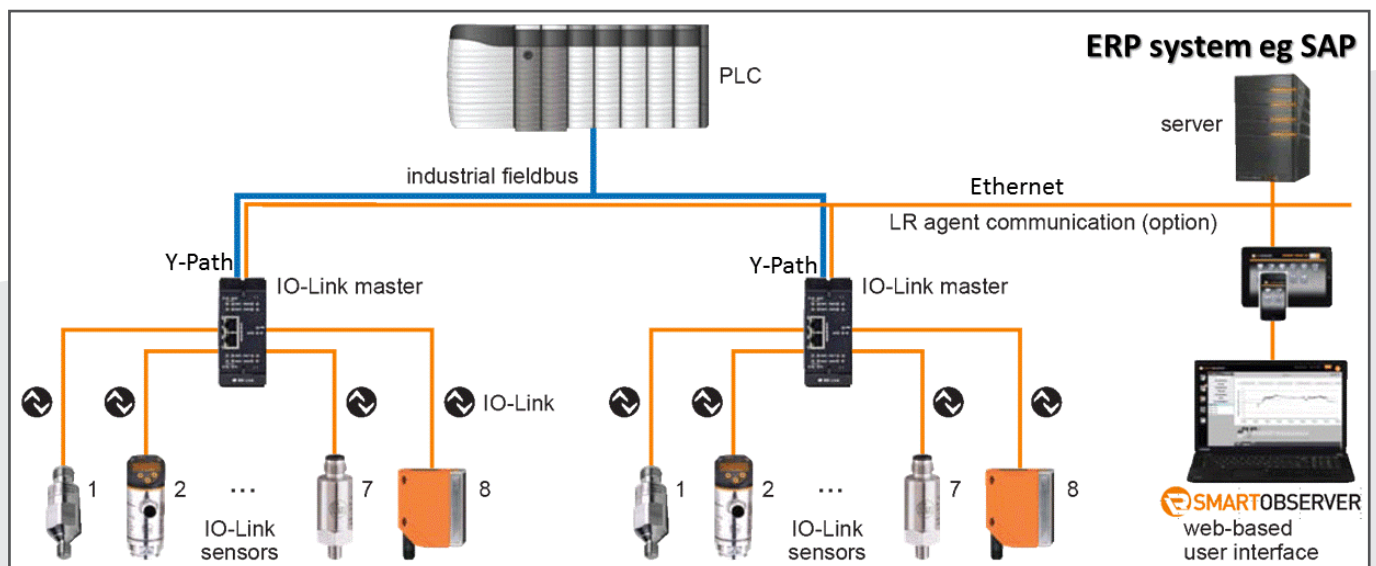 ERP system eg SAP
PLC
server
industrial fieldbus
Ethernet
LR agent communication (option)
Y-Path
IO-Link master
Y-Path
IO-Link master
IO-Link
1
2
...
7
8
IO-Link
sensors
1
2
...
7
8
IO-Link
sensors
SMARTOBSERVER
web-based
user interface